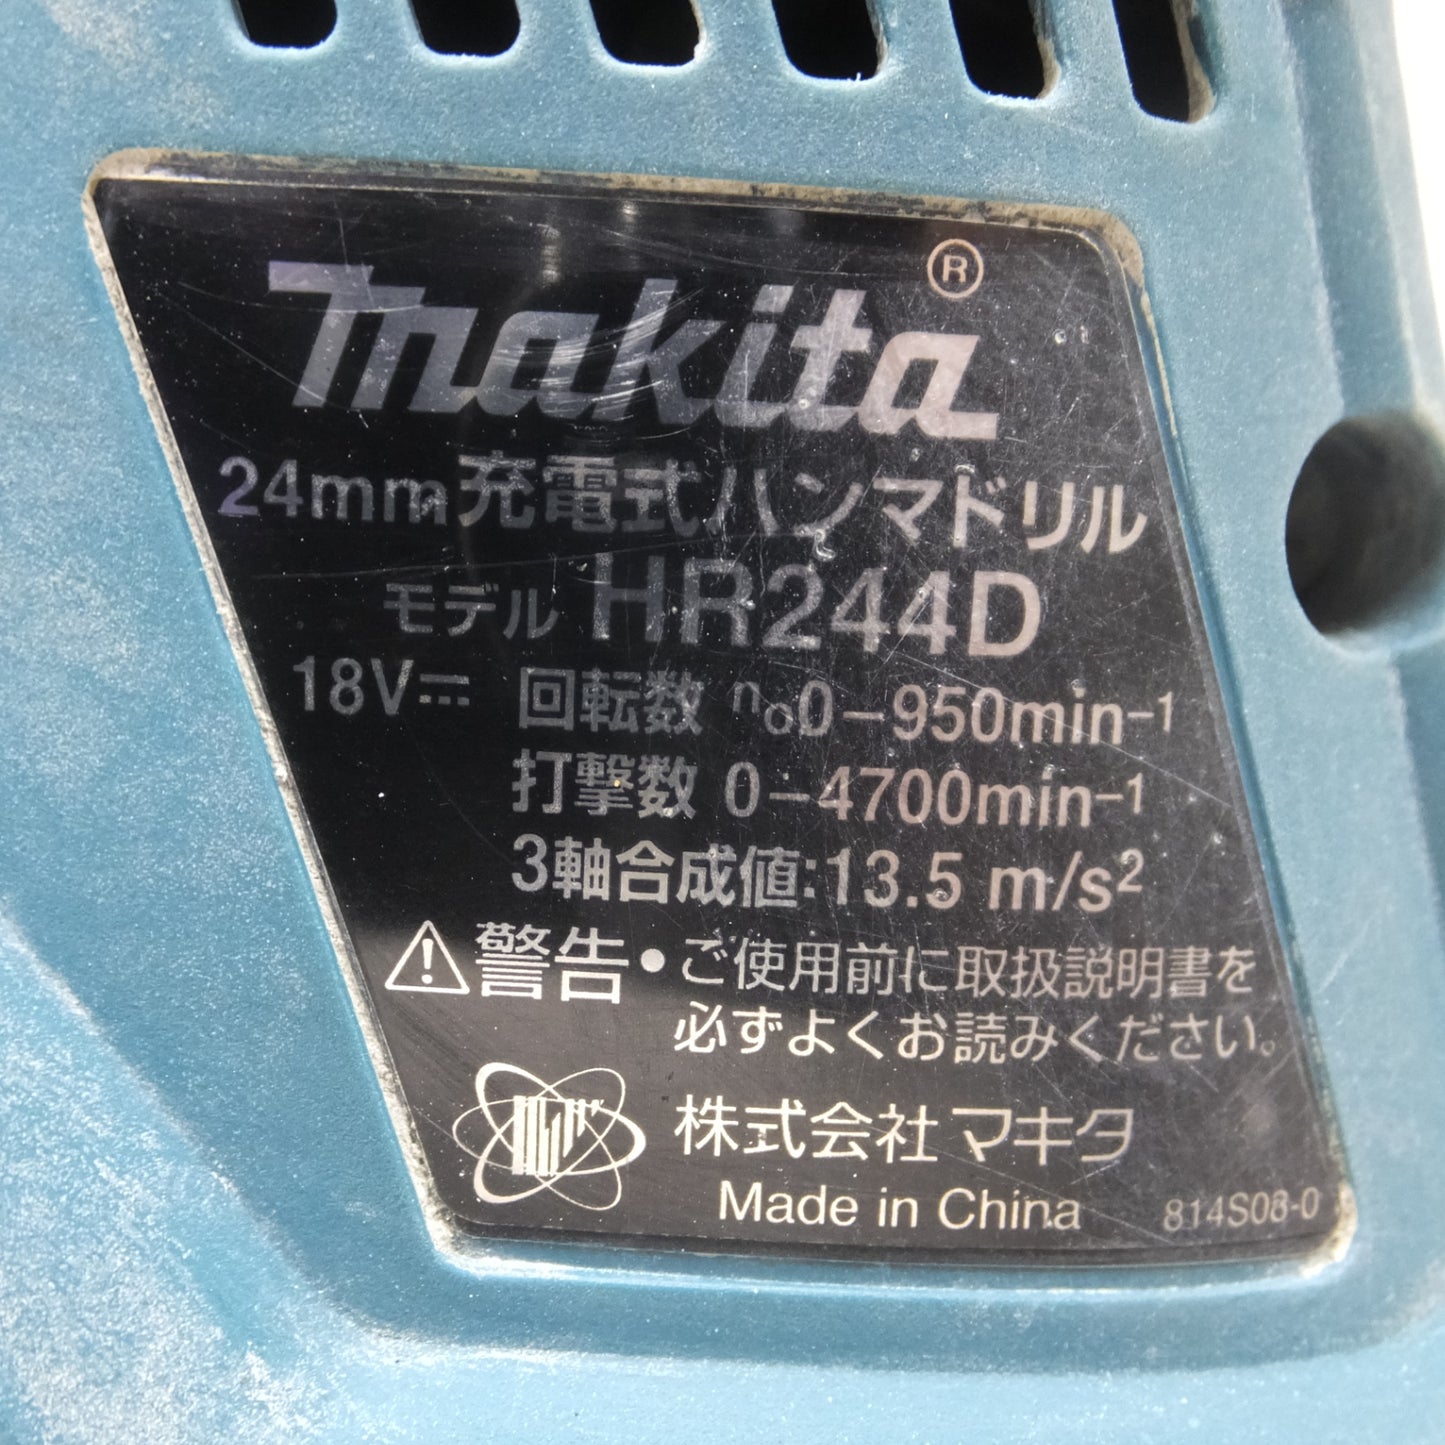 makita®
24mm充電式ハンマドリル
モデル HR244D
18V⎓ 回転数 n₀0-950min⁻¹
打撃数 0-4700min⁻¹
3軸合成値:13.5 m/s²
⚠警告・ご使用前に取扱説明書を
必ずよくお読みください。
株式会社マキタ
Made in China 814S08-0